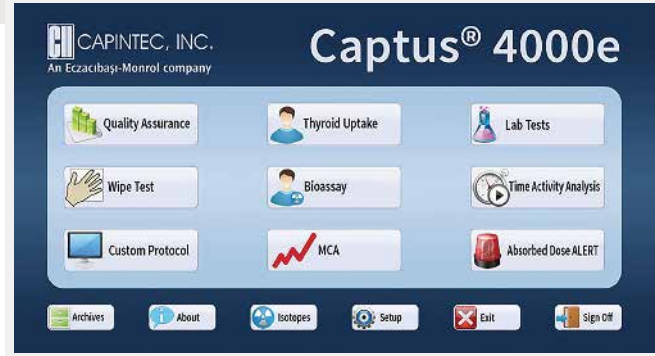 CAPINTEC, INC.
An Eczacıbaşı-Monrol company
Captus® 4000e
Quality Assurance
Thyroid Uptake
Lab Tests
Wipe Test
Bioassay
Time Activity Analysis
Custom Protocol
MCA
Absorbed Dose ALERT
Archives
About
Isotopes
Setup
Exit
Sign Off